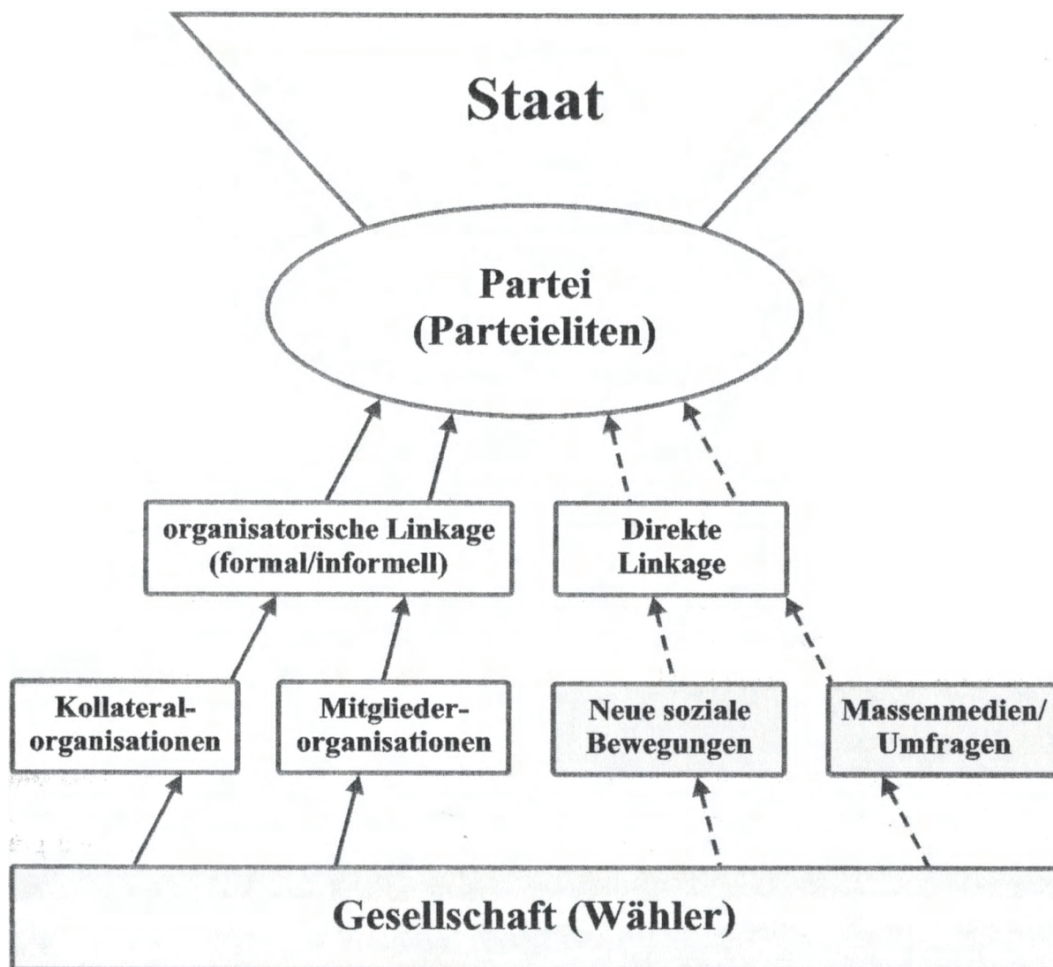 Staat
Partei
(Parteieliten)
organisatorische Linkage
(formal/informell)
Direkte
Linkage
Kollateral-
organisationen
Mitglieder-
organisationen
Neue soziale
Bewegungen
Massenmedien/
Umfragen
Gesellschaft (Wähler)